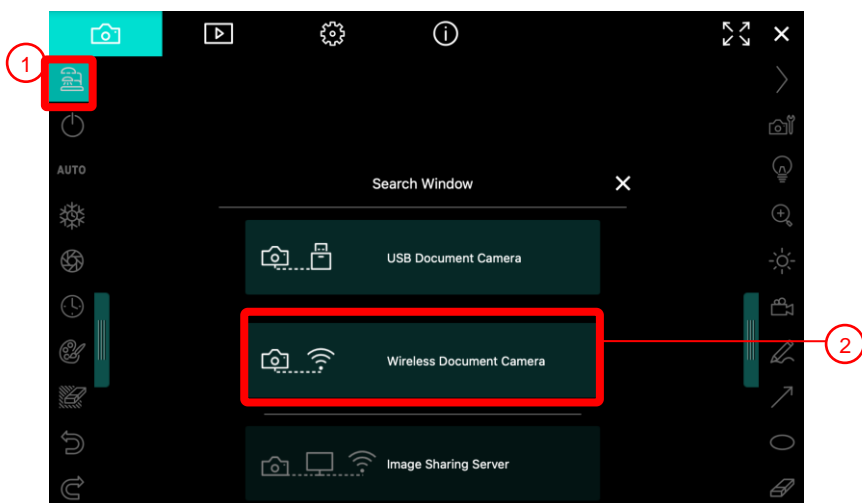 1
AUTO
Search Window
USB Document Camera
Wireless Document Camera
2
Image Sharing Server